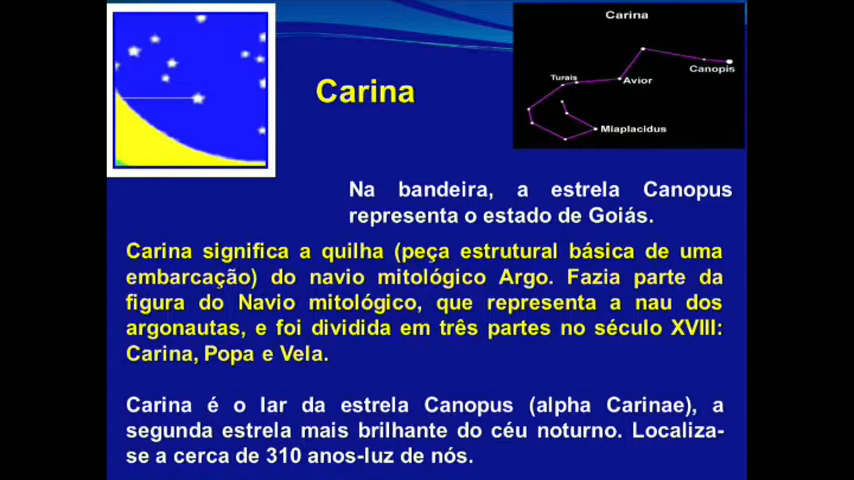 Carina
Carina
Canopis
Turais
Avior
Miaplacidus
Na bandeira, a estrela Canopus
representa o estado de Goiás.
Carina significa a quilha (peça estrutural básica de uma
embarcação) do navio mitológico Argo. Fazia parte da
figura do Navio mitológico, que representa a nau dos
argonautas, e foi dividida em três partes no século XVIII:
Carina, Popa e Vela.
Carina é o lar da estrela Canopus (alpha Carinae), a
segunda estrela mais brilhante do céu noturno. Localiza-
se a cerca de 310 anos-luz de nós.